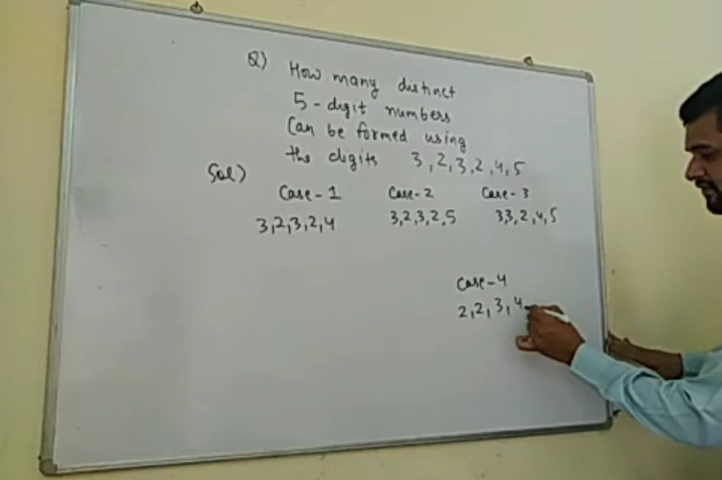 Q) How many distinct
5-digit numbers
Can be formed using
the digits 3,2,3,2,4,5
Sol)
Case-1 Case-2 Case-3
3,2,3,2,4 3,2,3,2,5 3,3,2,4,5
Case-4
2,2,3,4